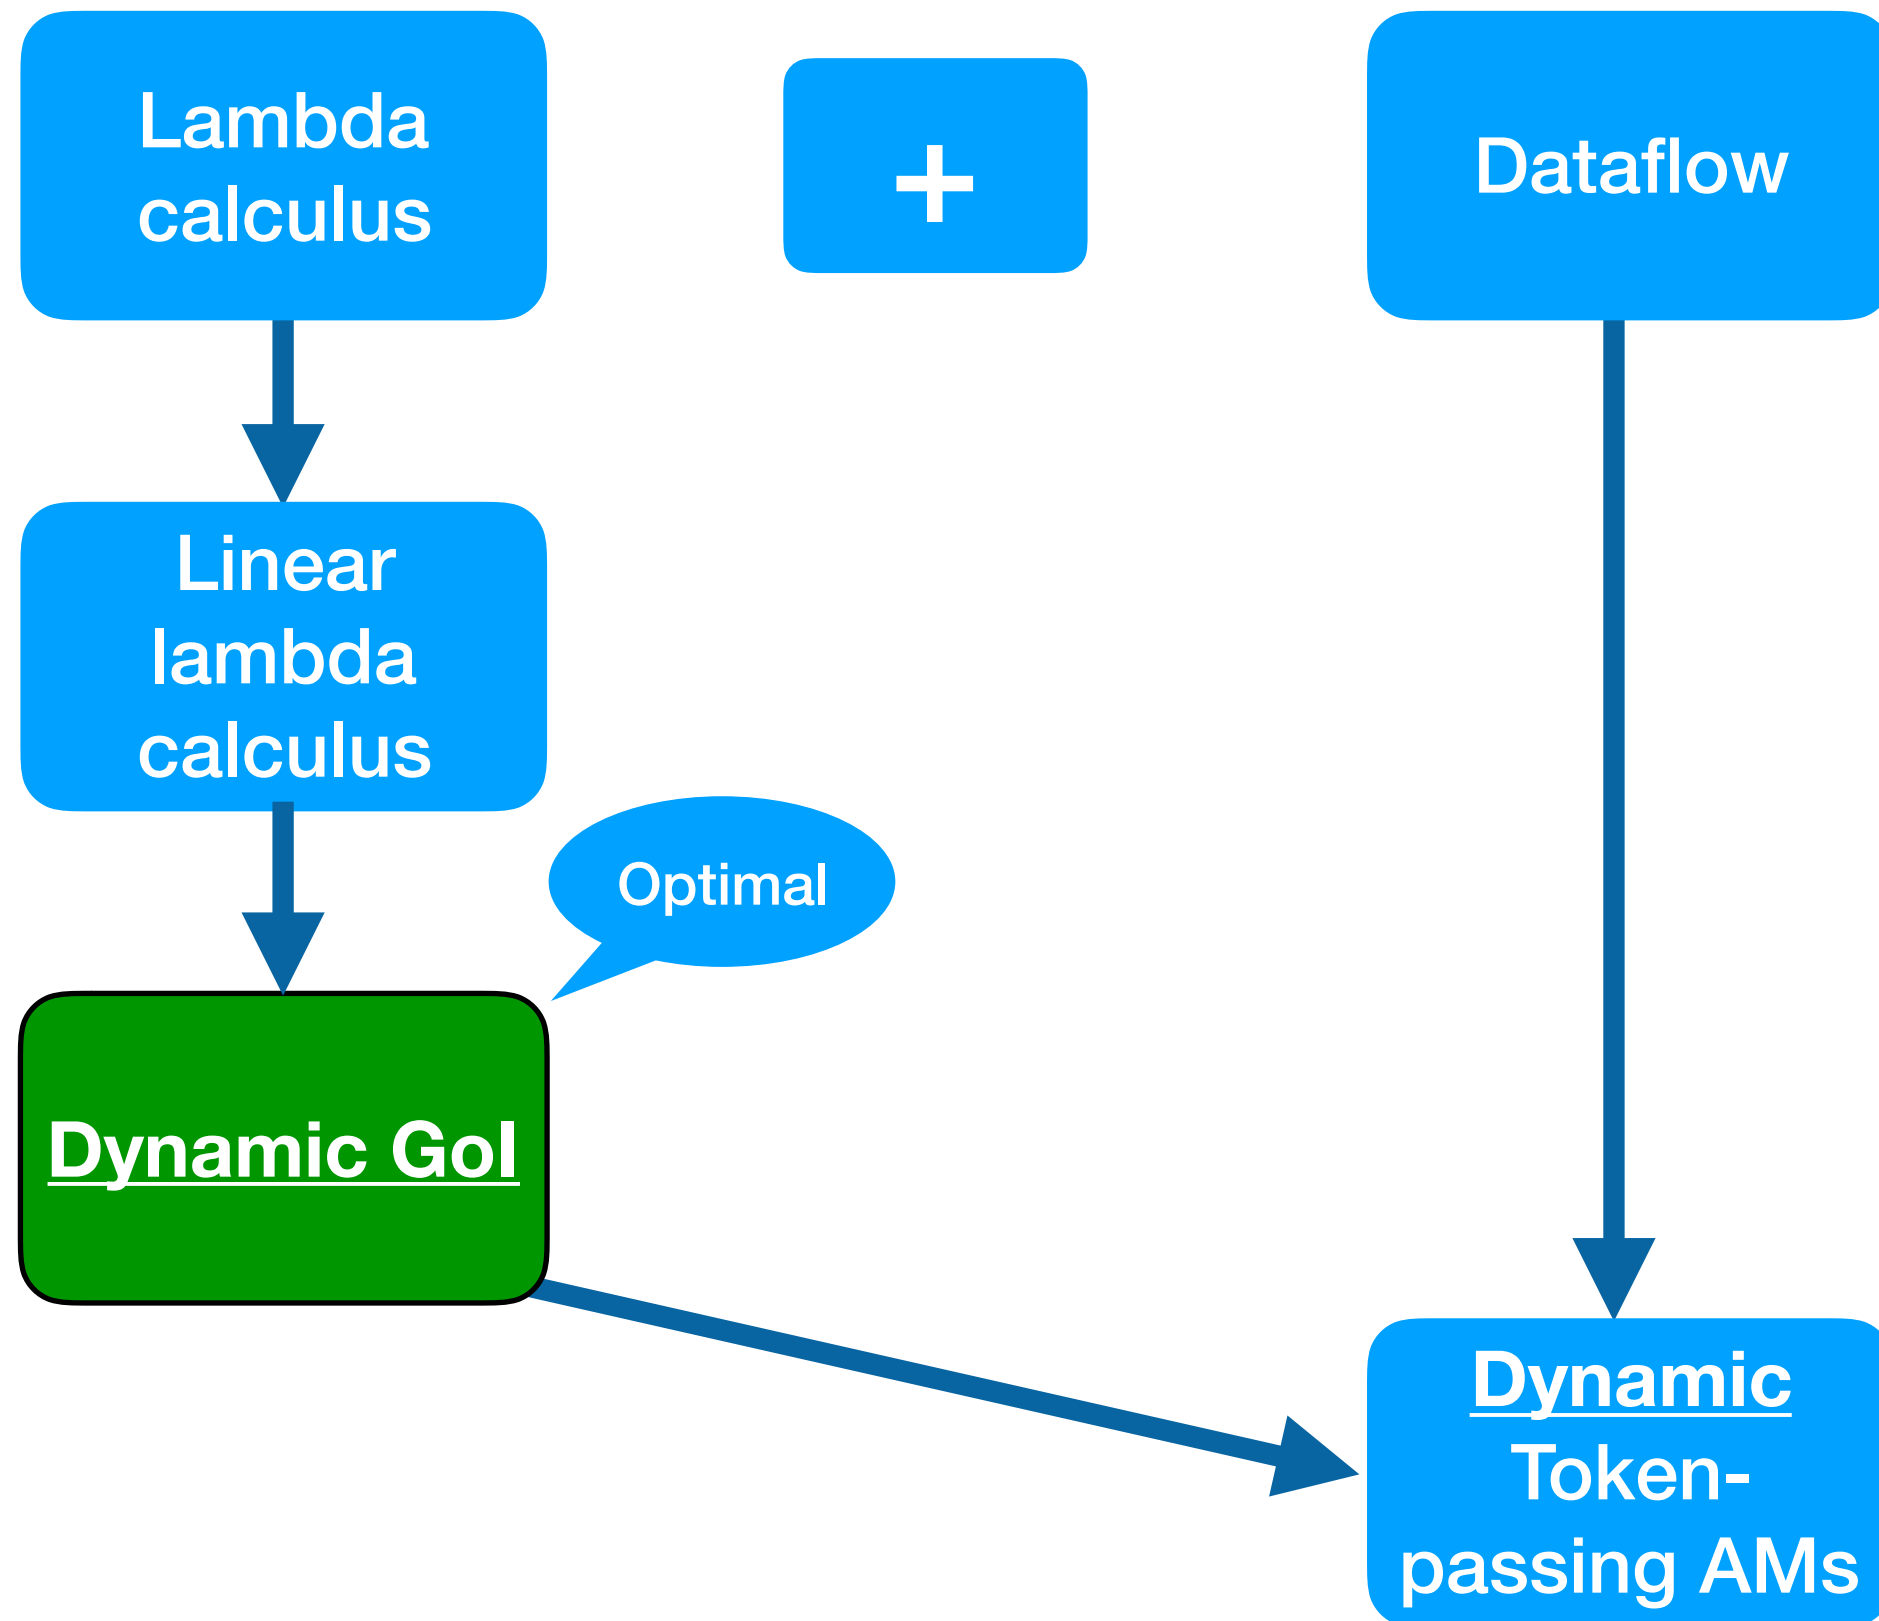 Lambda
calculus
+
Dataflow
Linear
lambda
calculus
Optimal
Dynamic GoI
Dynamic
Token-
passing AMs